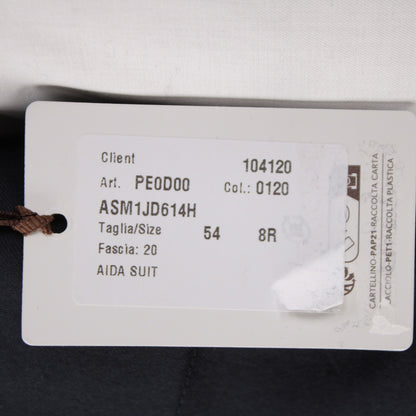 Client 104120
Art. PE0D00 Col.: 0120
ASM1JD614H
Taglia/Size 54 8R
Fascia: 20
AIDA SUIT
CARTELLINO-PAP21-RACCOLTA CARTA
LACCIOLO-PET1-RACCOLTA PLASTICA